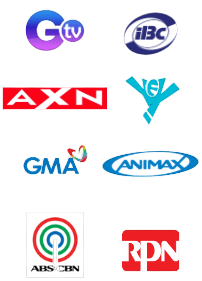 Gtv
iBC
AXN
Y
GMA
ANIMAX
ABS-CBN
RPN